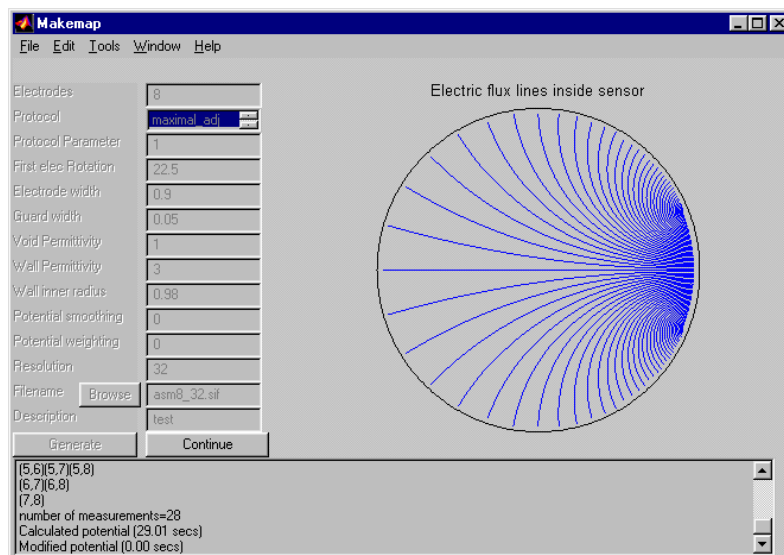 Makemap
File Edit Tools Window Help
Electric flux lines inside sensor
Electrodes 8
Protocol maximal_adj
Protocol Parameter 1
First elec Rotation 22.5
Electrode width 0.9
Guard width 0.05
Void Permittivity 1
Wall Permittivity 3
Wall inner radius 0.98
Potential smoothing 0
Potential weighting 0
Resolution 32
Filename Browse asm8_32.sif
Description test
Generate Continue
(5,6)(5,7)(5,8)
(6,7)(6,8)
(7,8)
number of measurements=28
Calculated potential (29.01 secs)
Modified potential (0.00 secs)